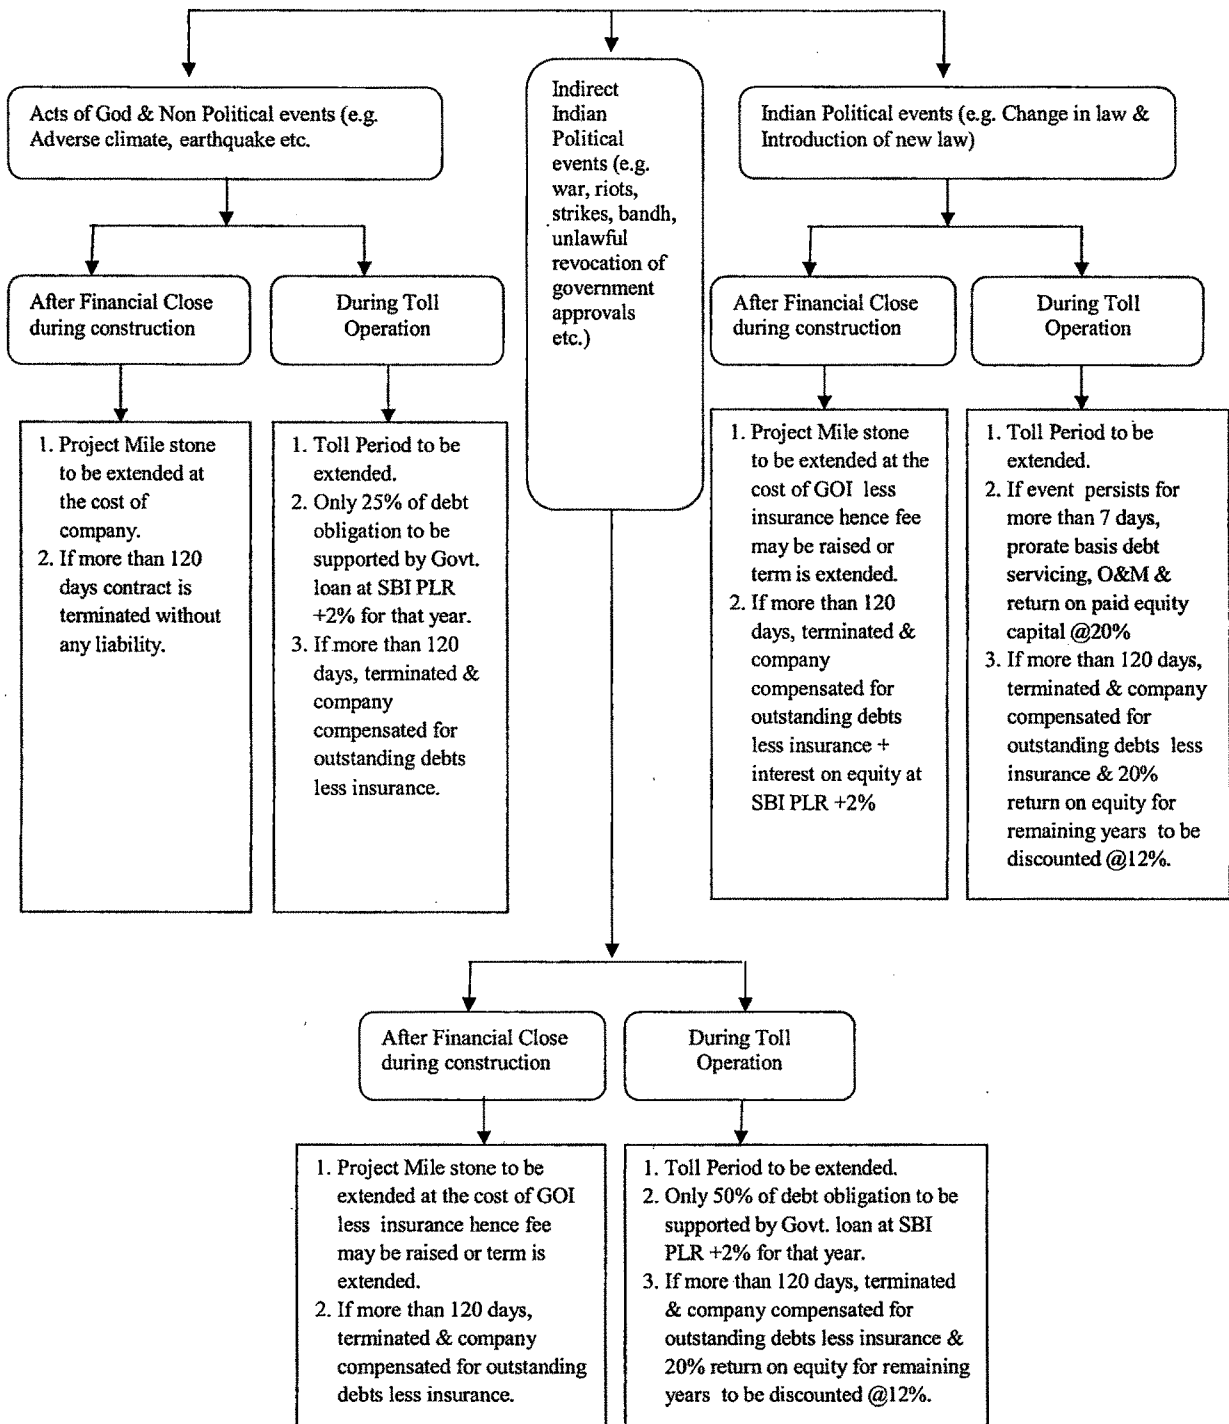 Acts of God & Non Political events (e.g.
Adverse climate, earthquake etc.
Indirect
Indian
Political
events (e.g.
war, riots,
strikes, bandh,
unlawful
revocation of
government
approvals
etc.)
Indian Political events (e.g. Change in law &
Introduction of new law)
After Financial Close
during construction
During Toll
Operation
After Financial Close
during construction
During Toll
Operation
1. Project Mile stone
to be extended at
the cost of
company.
2. If more than 120
days contract is
terminated without
any liability.
1. Toll Period to be
extended.
2. Only 25% of debt
obligation to be
supported by Govt.
loan at SBI PLR
+2% for that year.
3. If more than 120
days, terminated &
company
compensated for
outstanding debts
less insurance.
1. Project Mile stone
to be extended at the
cost of GOI less
insurance hence fee
may be raised or
term is extended.
2. If more than 120
days, terminated &
company
compensated for
outstanding debts
less insurance +
interest on equity at
SBI PLR +2%
1. Toll Period to be
extended.
2. If event persists for
more than 7 days,
prorate basis debt
servicing, O&M &
return on paid equity
capital @20%
3. If more than 120 days,
terminated & company
compensated for
outstanding debts less
insurance & 20%
return on equity for
remaining years to be
discounted @12%.
After Financial Close
during construction
During Toll
Operation
1. Project Mile stone to be
extended at the cost of GOI
less insurance hence fee
may be raised or term is
extended.
2. If more than 120 days,
terminated & company
compensated for outstanding
debts less insurance.
1. Toll Period to be extended.
2. Only 50% of debt obligation to be
supported by Govt. loan at SBI
PLR +2% for that year.
3. If more than 120 days, terminated
& company compensated for
outstanding debts less insurance &
20% return on equity for remaining
years to be discounted @12%.